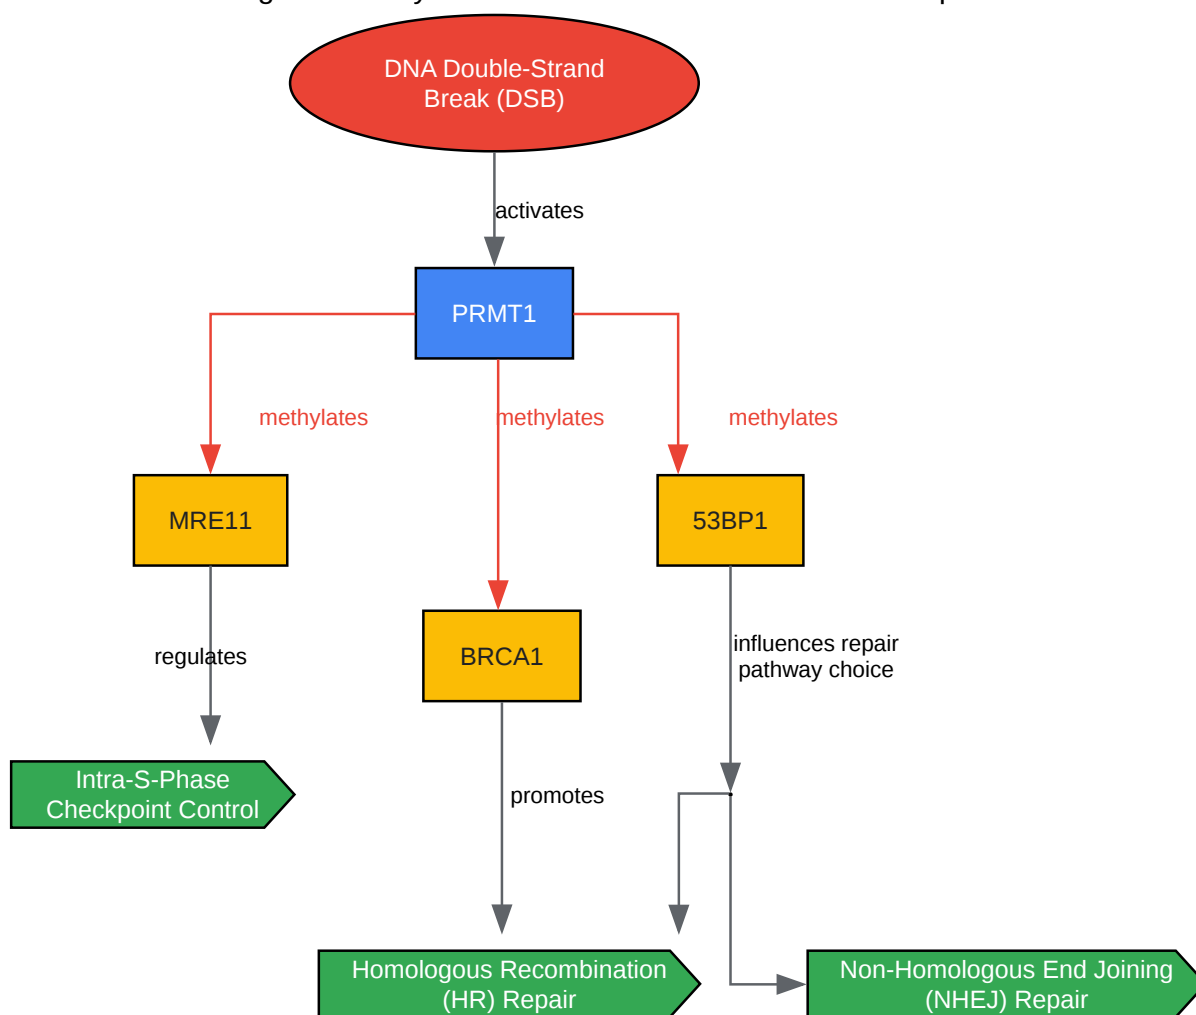 DNA Double-Strand
Break (DSB)
activates
PRMT1
methylates
methylates
methylates
MRE11
53BP1
BRCA1
regulates
influences repair
pathway choice
Intra-S-Phase
Checkpoint Control
promotes
Homologous Recombination
(HR) Repair
Non-Homologous End Joining
(NHEJ) Repair